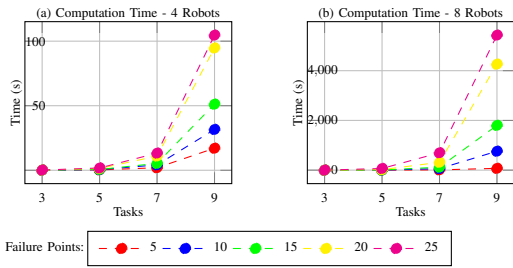 (a) Computation Time - 4 Robots
100
50
0
Time (s)
3 5 7 9
Tasks
(b) Computation Time - 8 Robots
4,000
2,000
0
Time (s)
3 5 7 9
Tasks
Failure Points: 5 10 15 20 25